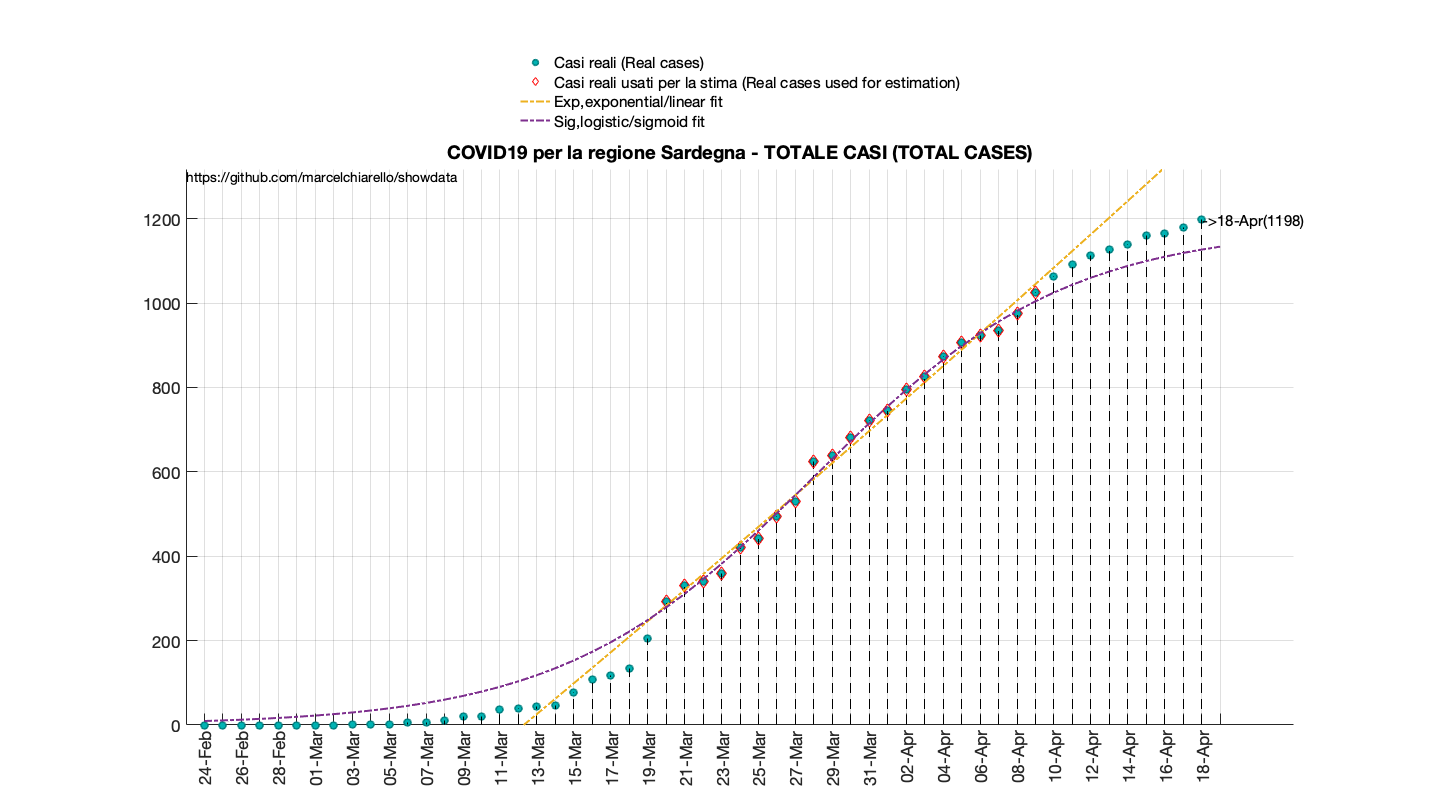 Casi reali (Real cases)
Casi reali usati per la stima (Real cases used for estimation)
Exp,exponential/linear fit
Sig,logistic/sigmoid fit
COVID19 per la regione Sardegna - TOTALE CASI (TOTAL CASES)
https://github.com/marcelchiarello/showdata
1200
->18-Apr(1198)
1000
800
600
400
200
0
24-Feb
26-Feb
28-Feb
01-Mar
03-Mar
05-Mar
07-Mar
09-Mar
11-Mar
13-Mar
15-Mar
17-Mar
19-Mar
21-Mar
23-Mar
25-Mar
27-Mar
29-Mar
31-Mar
02-Apr
04-Apr
06-Apr
08-Apr
10-Apr
12-Apr
14-Apr
16-Apr
18-Apr